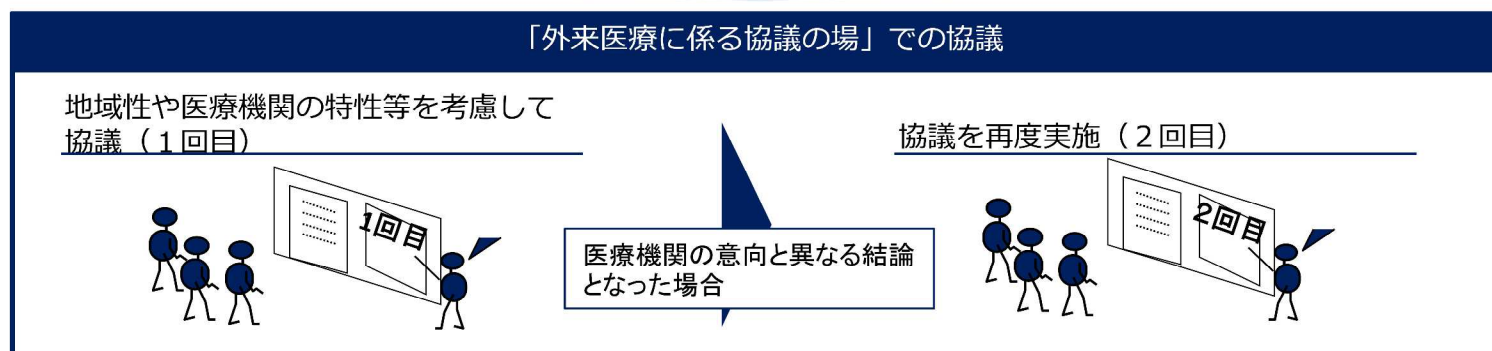 「外来医療に係る協議の場」での協議
地域性や医療機関の特性等を考慮して
協議（１回目）
1回目
医療機関の意向と異なる結論
となった場合
協議を再度実施（２回目）
2回目